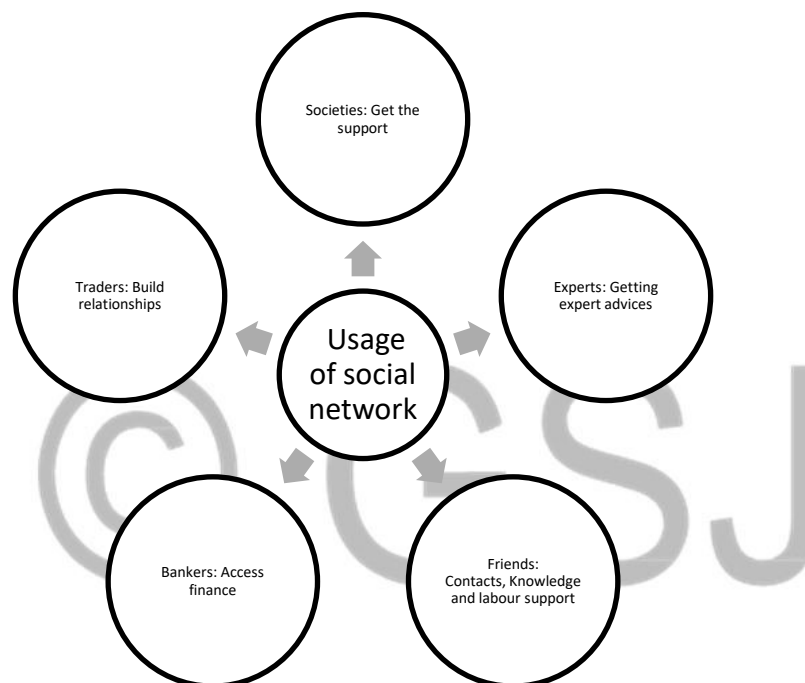 Societies: Get the
support
Traders: Build
relationships
Experts: Getting
expert advices
Usage
of social
network
Bankers: Access
finance
Friends:
Contacts, Knowledge
and labour support
© GSJ